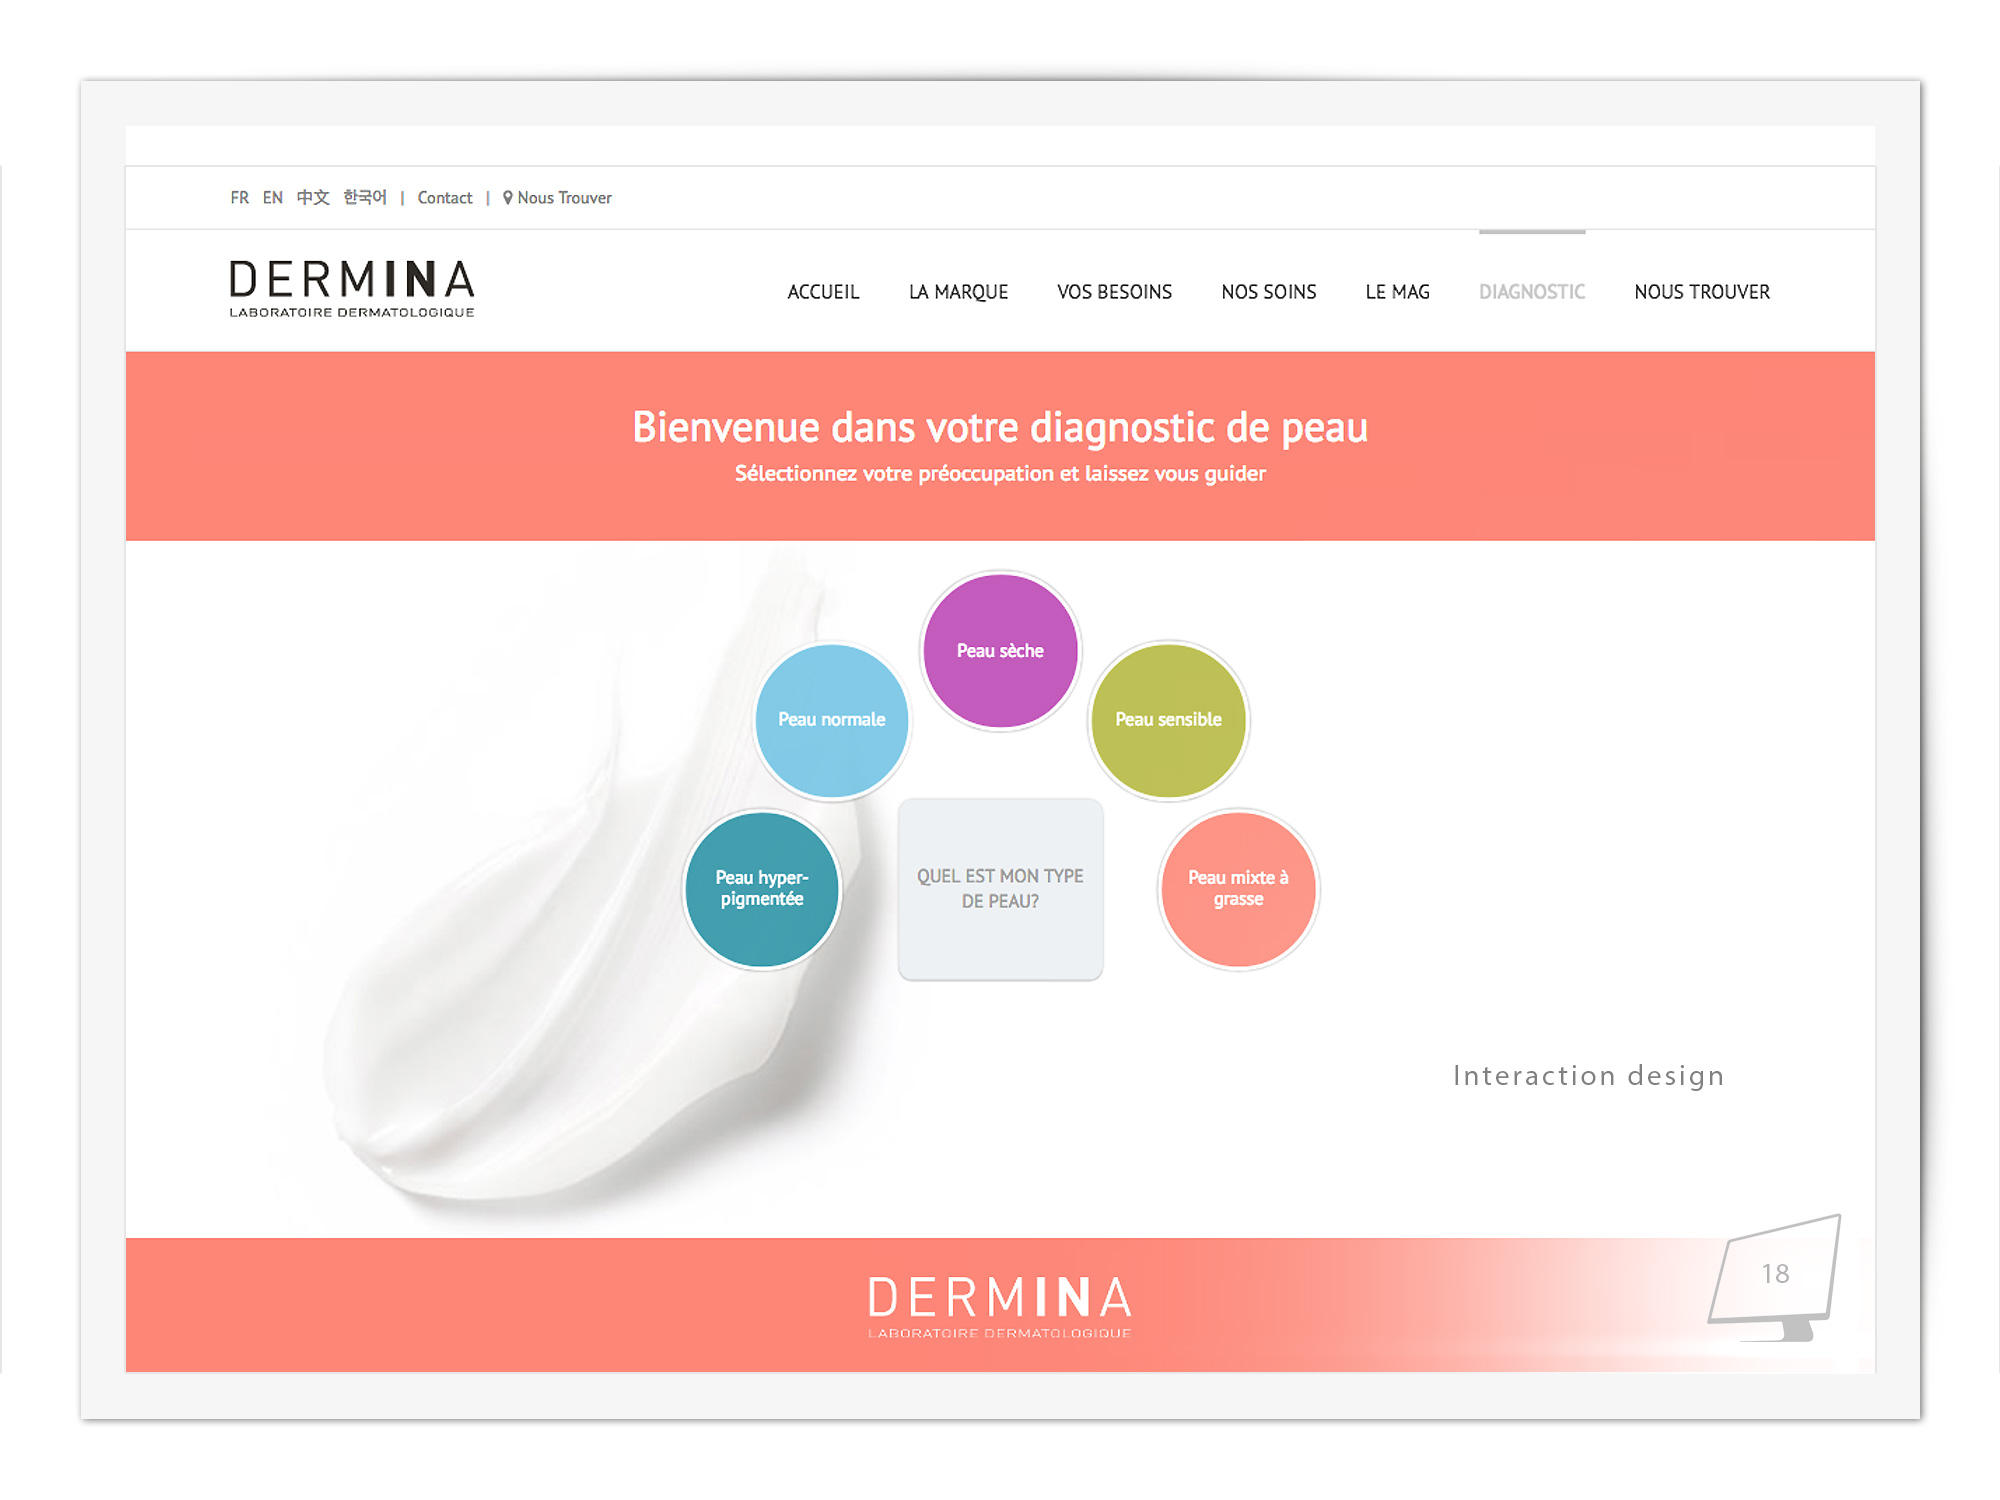 FR EN 中文 한국어 | Contact | Nous Trouver
DERMINA
LABORATOIRE DERMATOLOGIQUE
ACCUEIL LA MARQUE VOS BESOINS NOS SOINS LE MAG DIAGNOSTIC NOUS TROUVER
Bienvenue dans votre diagnostic de peau
Sélectionnez votre préoccupation et laissez vous guider
Peau sèche
Peau normale
Peau sensible
Peau hyper-
pigmentée
QUEL EST MON TYPE
DE PEAU?
Peau mixte à
grasse
Interaction design
18
DERMINA
LABORATOIRE DERMATOLOGIQUE